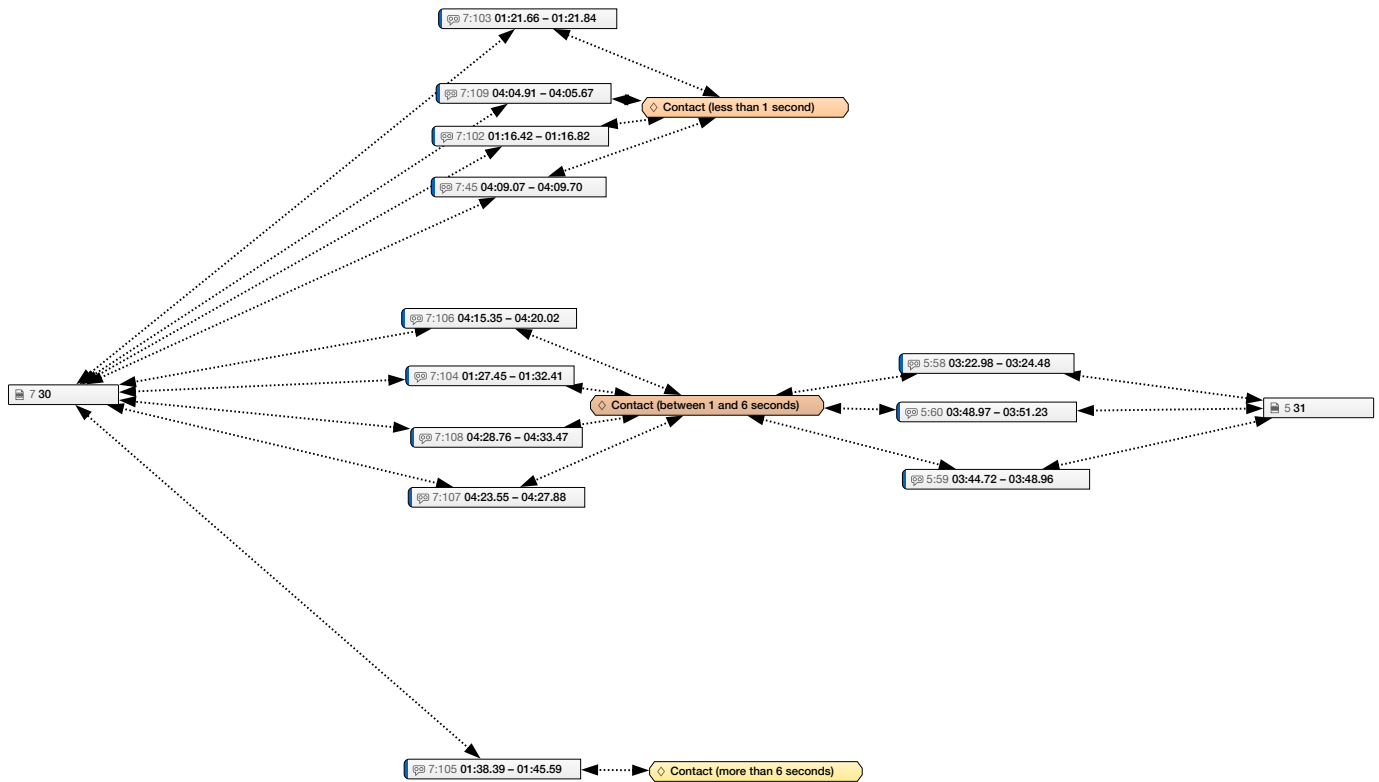 7:103 01:21.66 – 01:21.84
7:109 04:04.91 – 04:05.67
Contact (less than 1 second)
7:102 01:16.42 – 01:16.82
7:45 04:09.07 – 04:09.70
7:106 04:15.35 – 04:20.02
5:58 03:22.98 – 03:24.48
7:104 01:27.45 – 01:32.41
7 30
Contact (between 1 and 6 seconds)
5:60 03:48.97 – 03:51.23
5 31
7:108 04:28.76 – 04:33.47
5:59 03:44.72 – 03:48.96
7:107 04:23.55 – 04:27.88
7:105 01:38.39 – 01:45.59
Contact (more than 6 seconds)